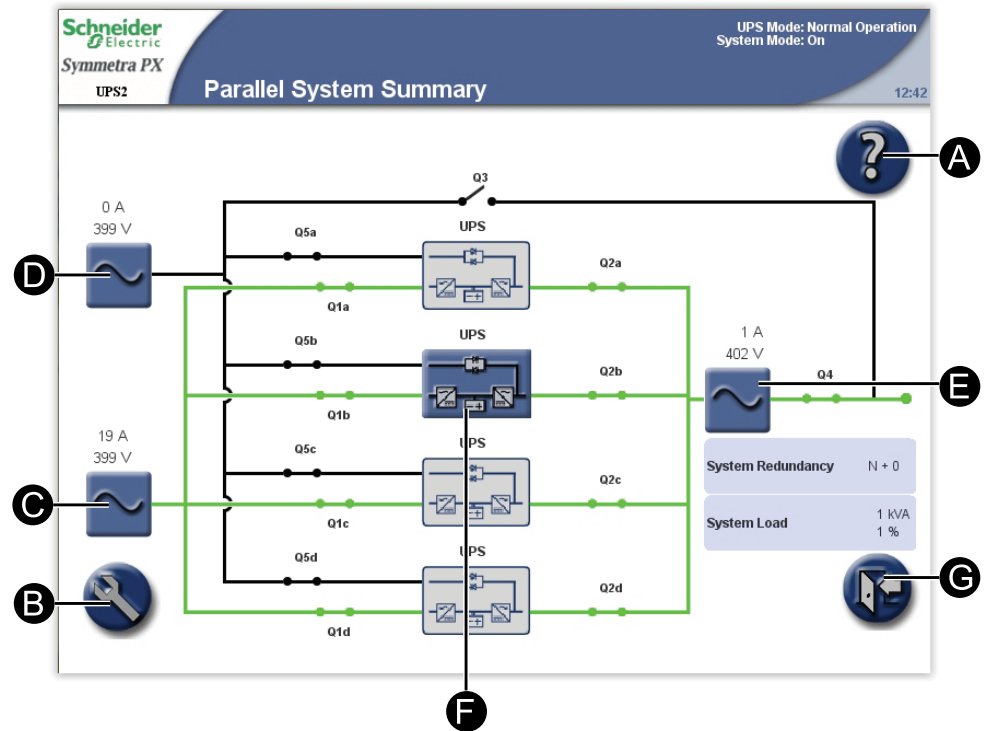 Schneider
Electric
Symmetra PX
UPS2
Parallel System Summary
UPS Mode: Normal Operation
System Mode: On
12:42
A
?
Q3
0 A
399 V
D
Q5a
UPS
Q2a
Q1a
Q5b
UPS
Q2b
Q1b
1 A
402 V
Q4
E
19 A
399 V
C
Q5c
UPS
Q2c
Q1c
System Redundancy N + 0
System Load 1 kVA
1 %
Q5d
UPS
Q2d
Q1d
B
G
F